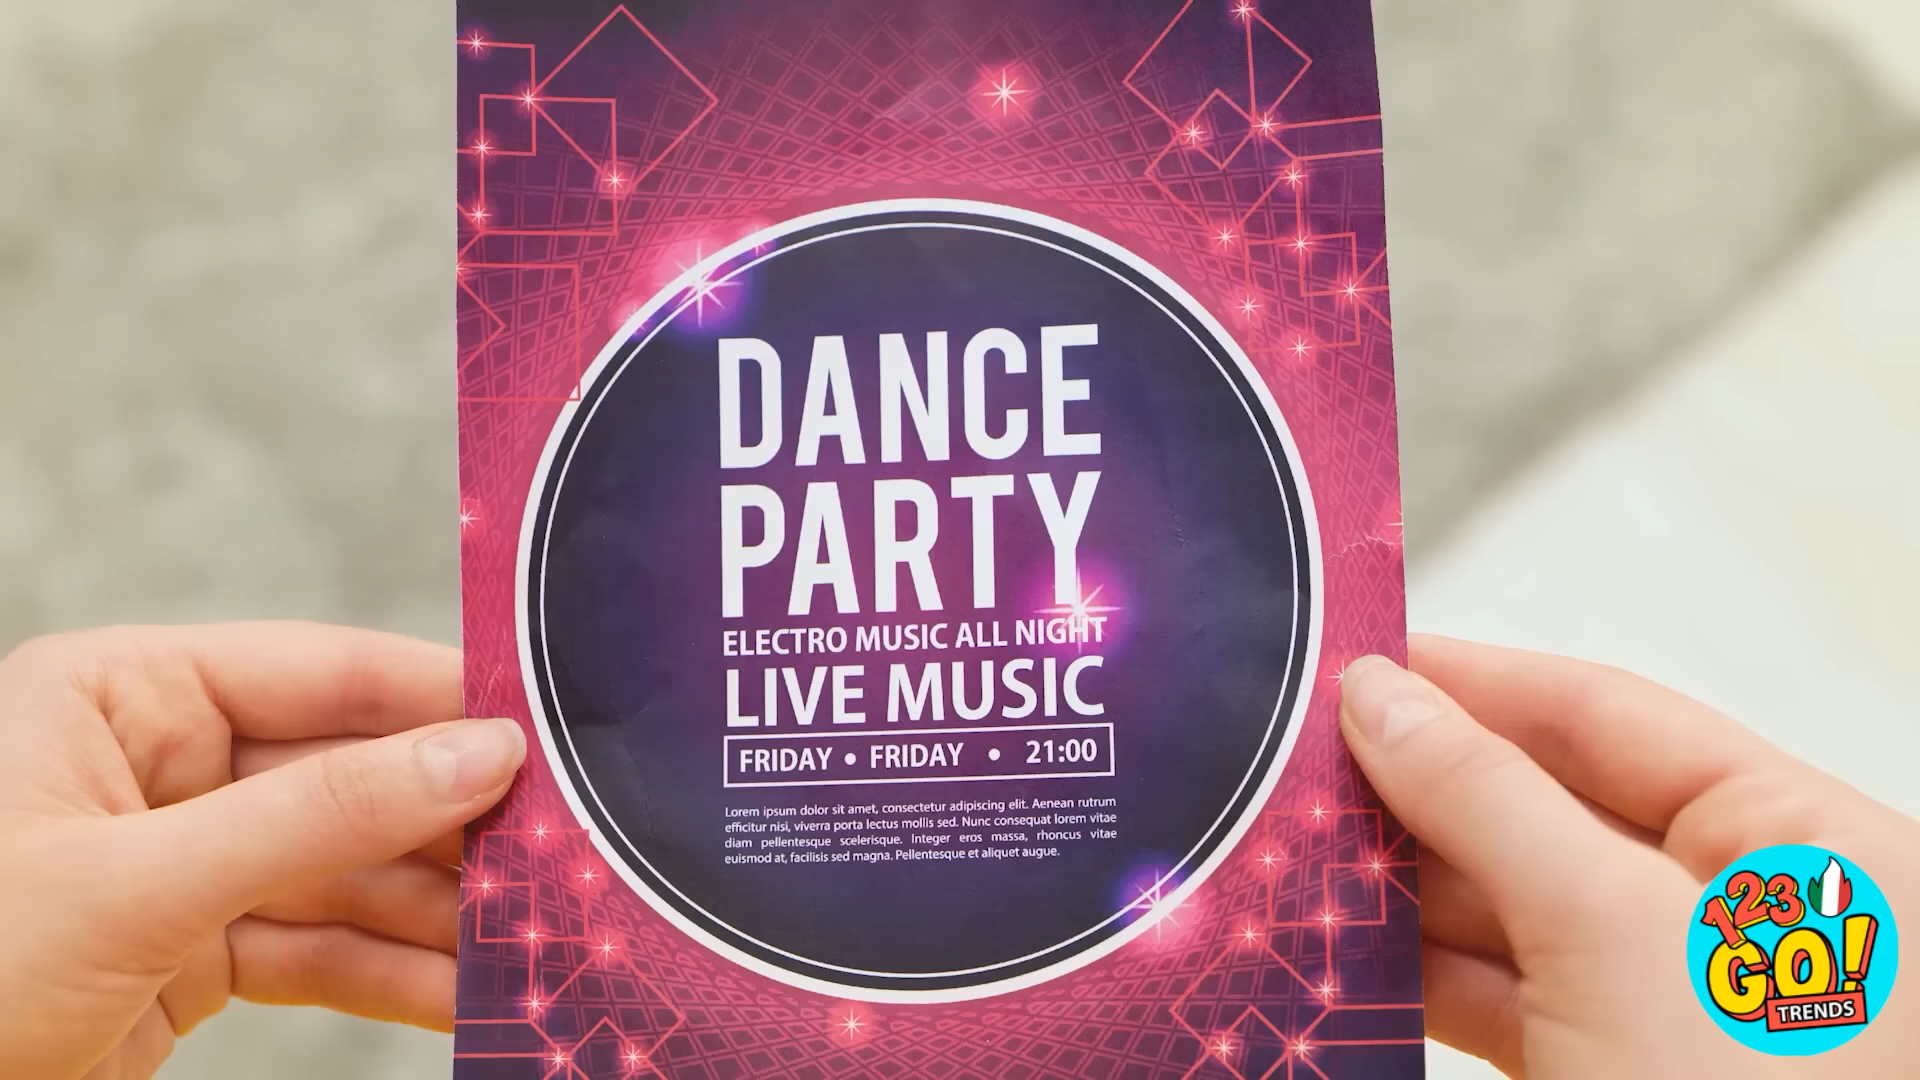 DANCE
PARTY
ELECTRO MUSIC ALL NIGHT
LIVE MUSIC
FRIDAY • FRIDAY • 21:00
Lorem ipsum dolor sit amet, consectetur adipiscing elit. Aenean rutrum
efficitur nisi, viverra porta lectus mollis sed. Nunc consequat lorem vitae
diam pellentesque scelerisque. Integer eros massa, rhoncus vitae
euismod at, facilisis sed magna. Pellentesque et aliquet augue.
123
GO!
TRENDS